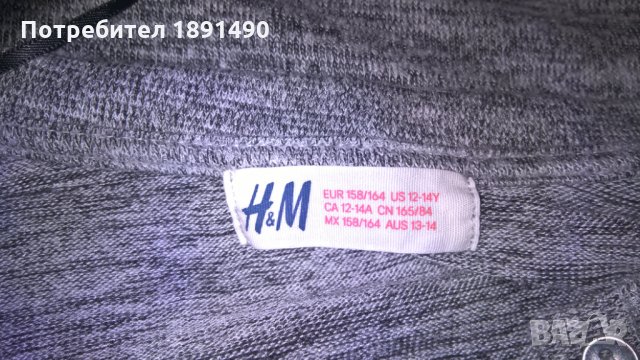 Потребител 1891490
H&M
EUR 158/164 US 12-14Y
CA 12-14A CN 165/84
MX 158/164 AUS 13-14
BAZAR